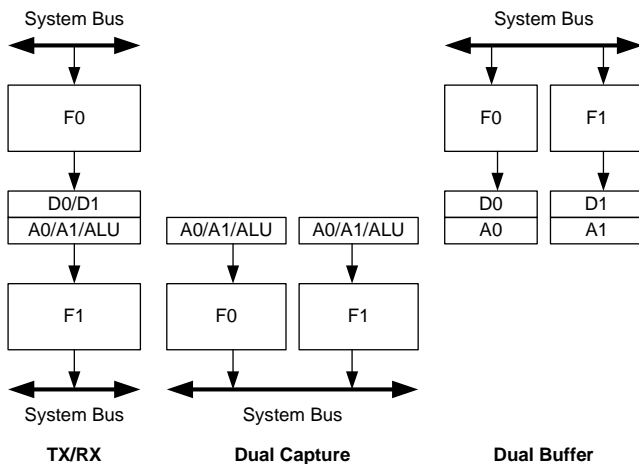 System Bus
F0
D0/D1
A0/A1/ALU
F1
System Bus
TX/RX
A0/A1/ALU
A0/A1/ALU
F0
F1
System Bus
Dual Capture
System Bus
F0
F1
D0
D1
A0
A1
Dual Buffer